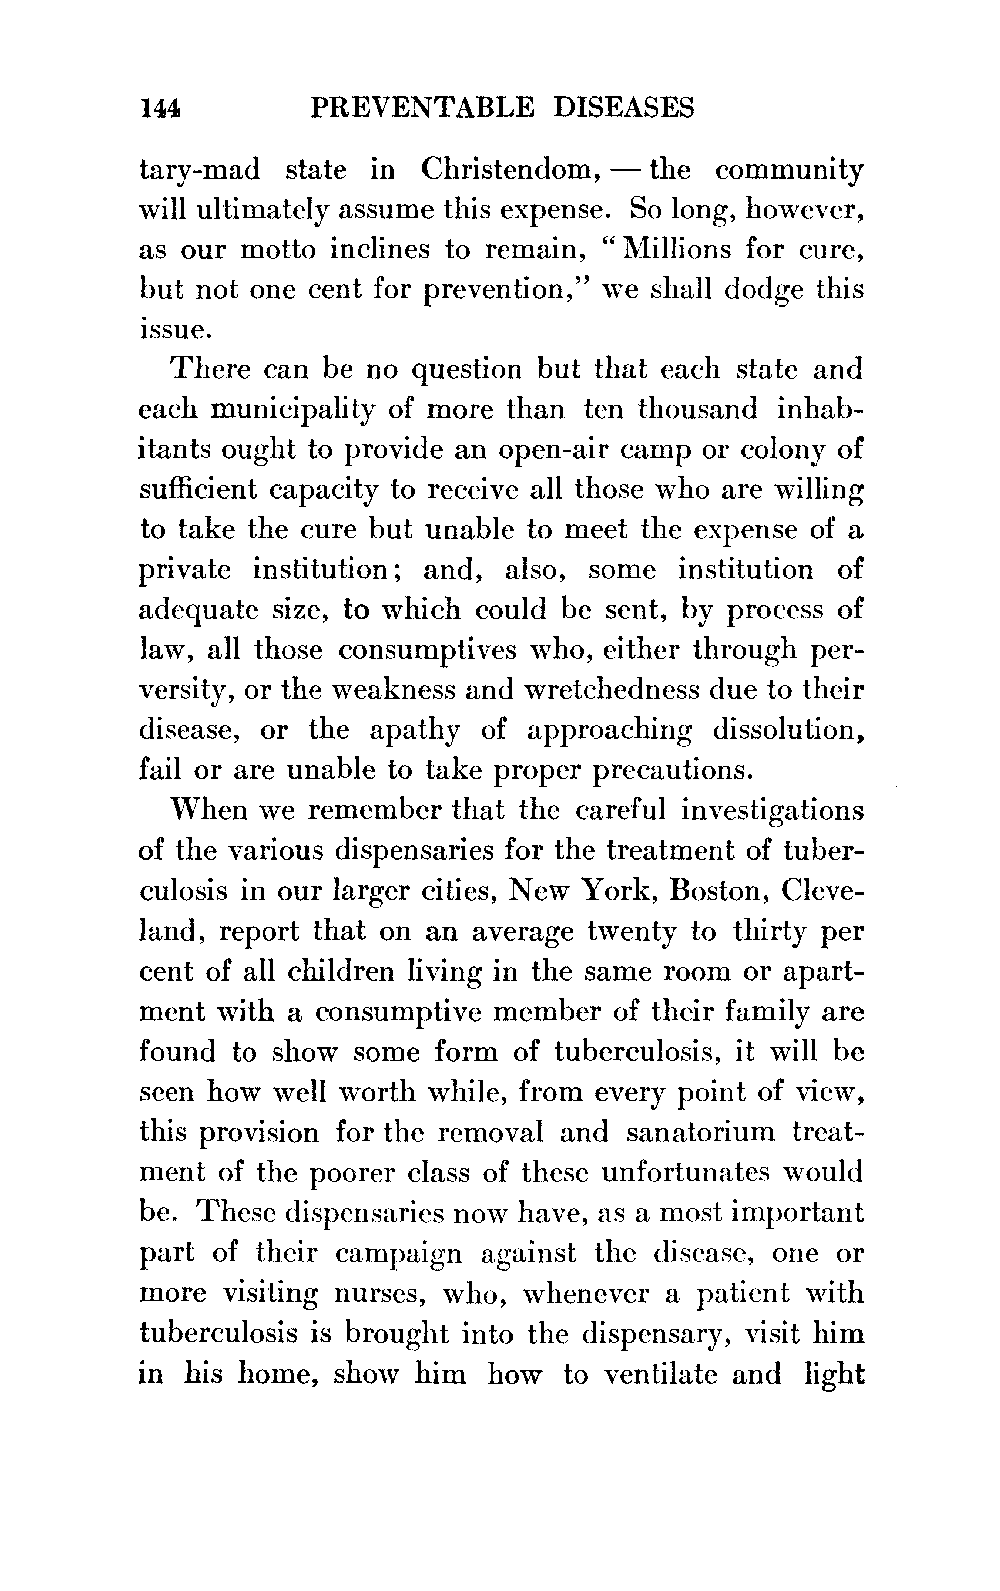 144 PREVENTABLE DISEASES
tary-mad state in Christendom, — the community
will ultimately assume this expense. So long, however,
as our motto inclines to remain, “Millions for cure,
but not one cent for prevention,” we shall dodge this
issue.
There can be no question but that each state and
each municipality of more than ten thousand inhab-
itants ought to provide an open-air camp or colony of
sufficient capacity to receive all those who are willing
to take the cure but unable to meet the expense of a
private institution; and, also, some institution of
adequate size, to which could be sent, by process of
law, all those consumptives who, either through per-
versity, or the weakness and wretchedness due to their
disease, or the apathy of approaching dissolution,
fail or are unable to take proper precautions.
When we remember that the careful investigations
of the various dispensaries for the treatment of tuber-
culosis in our larger cities, New York, Boston, Cleve-
land, report that on an average twenty to thirty per
cent of all children living in the same room or apart-
ment with a consumptive member of their family are
found to show some form of tuberculosis, it will be
seen how well worth while, from every point of view,
this provision for the removal and sanatorium treat-
ment of the poorer class of these unfortunates would
be. These dispensaries now have, as a most important
part of their campaign against the disease, one or
more visiting nurses, who, whenever a patient with
tuberculosis is brought into the dispensary, visit him
in his home, show him how to ventilate and light